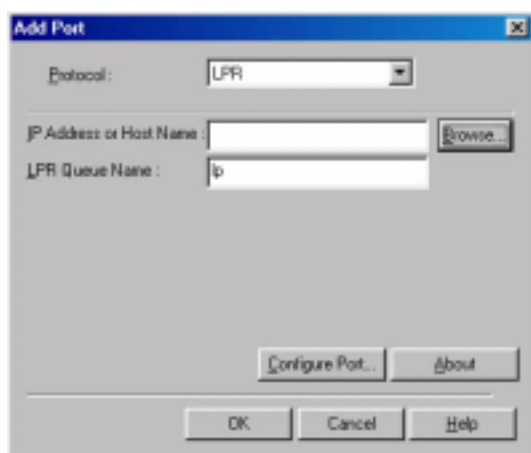 Add Port
Protocol :
LPR
IP Address or Host Name :
Browse...
LPR Queue Name :
lp
Configure Port...
About
OK
Cancel
Help